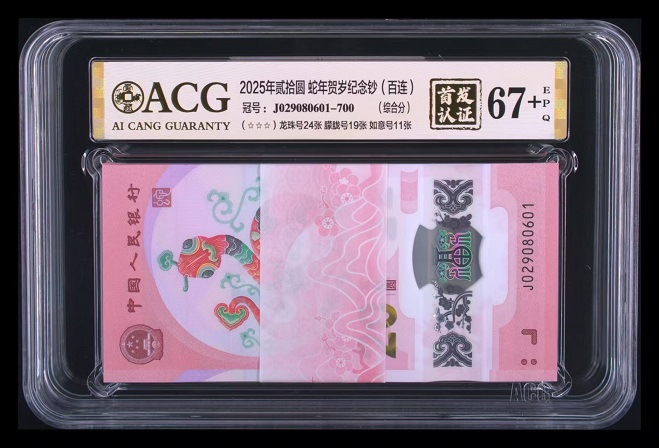 ACG
AI CANG GUARANTY
2025年贰拾圆 蛇年贺岁纪念钞（百连）
冠号：J029080601-700 （综合分）
（☆☆☆）龙珠号24张 朦胧号19张 如意号11张
首发
认证
67+
EPQ
中国人民银行
J029080601
ACG